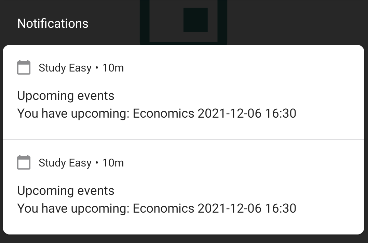 Notifications
Study Easy • 10m
Upcoming events
You have upcoming: Economics 2021-12-06 16:30
Study Easy • 10m
Upcoming events
You have upcoming: Economics 2021-12-06 16:30